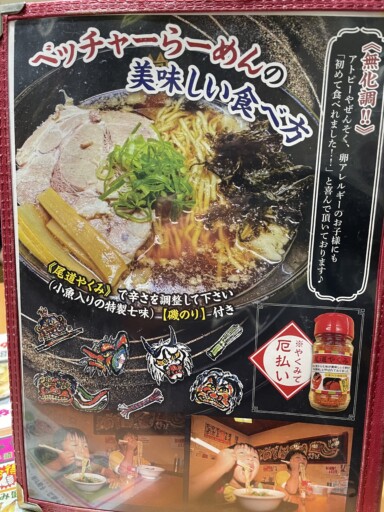 ベッチャーらーめんの
美味しい食べ方
《無化調!!》
アトピーやぜんそく、卵アレルギーのお子様にも
「初めて食べれました!!」と喜んで頂いております♪
《尾道やくみ》で辛さを調整して下さい
(小魚入りの特製七味)【磯のり】付き
※やくみで
厄払い